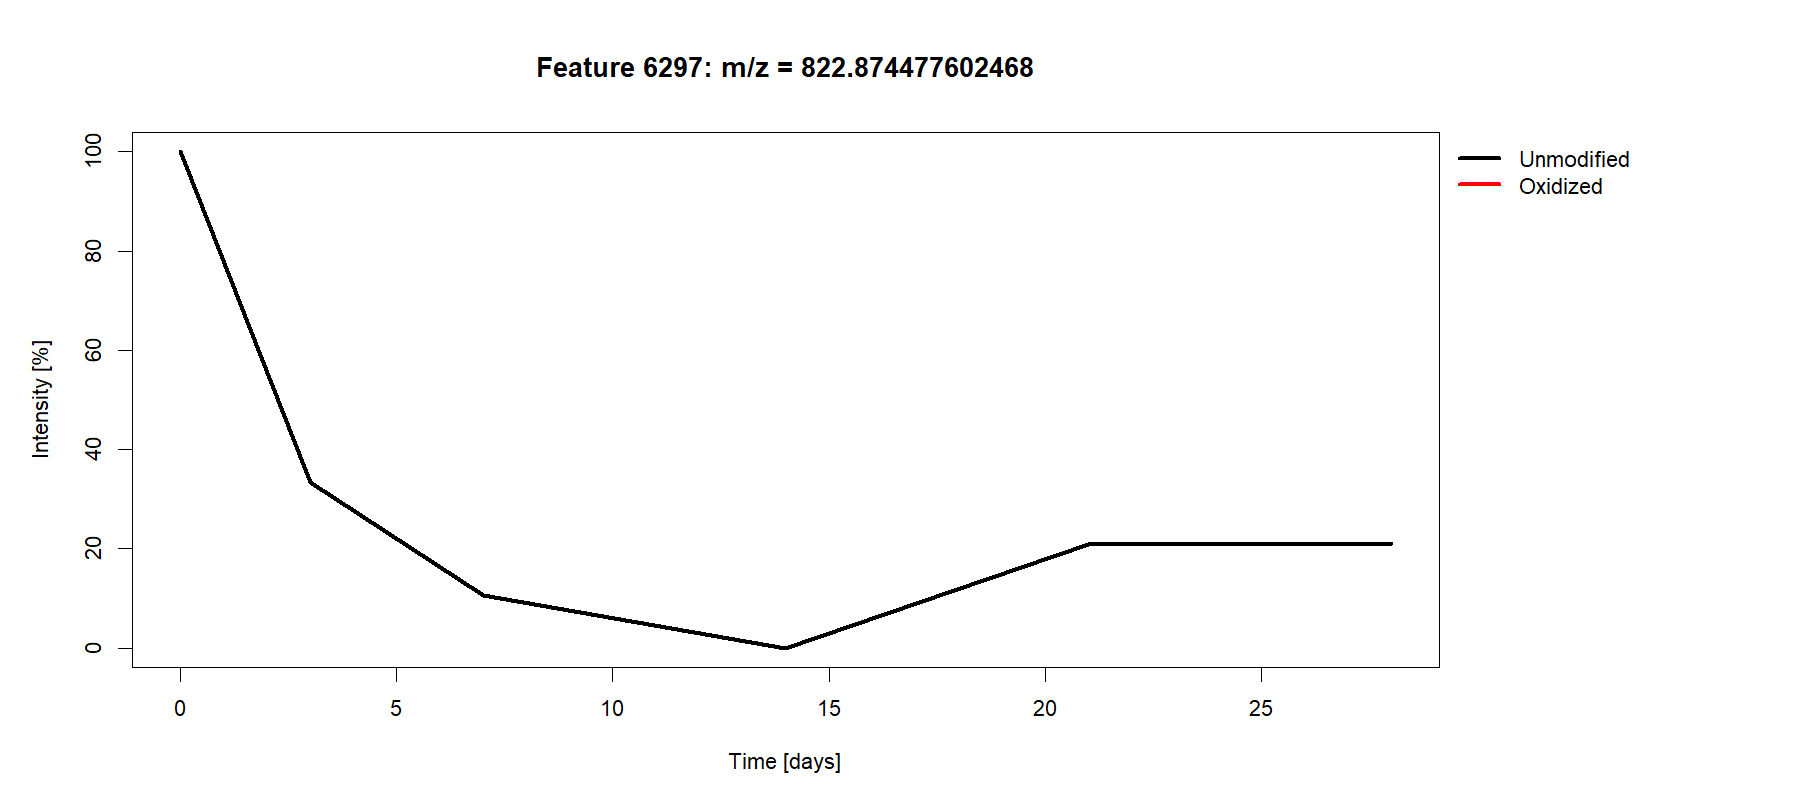 Feature 6297: m/z = 822.874477602468
Unmodified
Oxidized
Intensity [%]
100
80
60
40
20
0
0 5 10 15 20 25
Time [days]